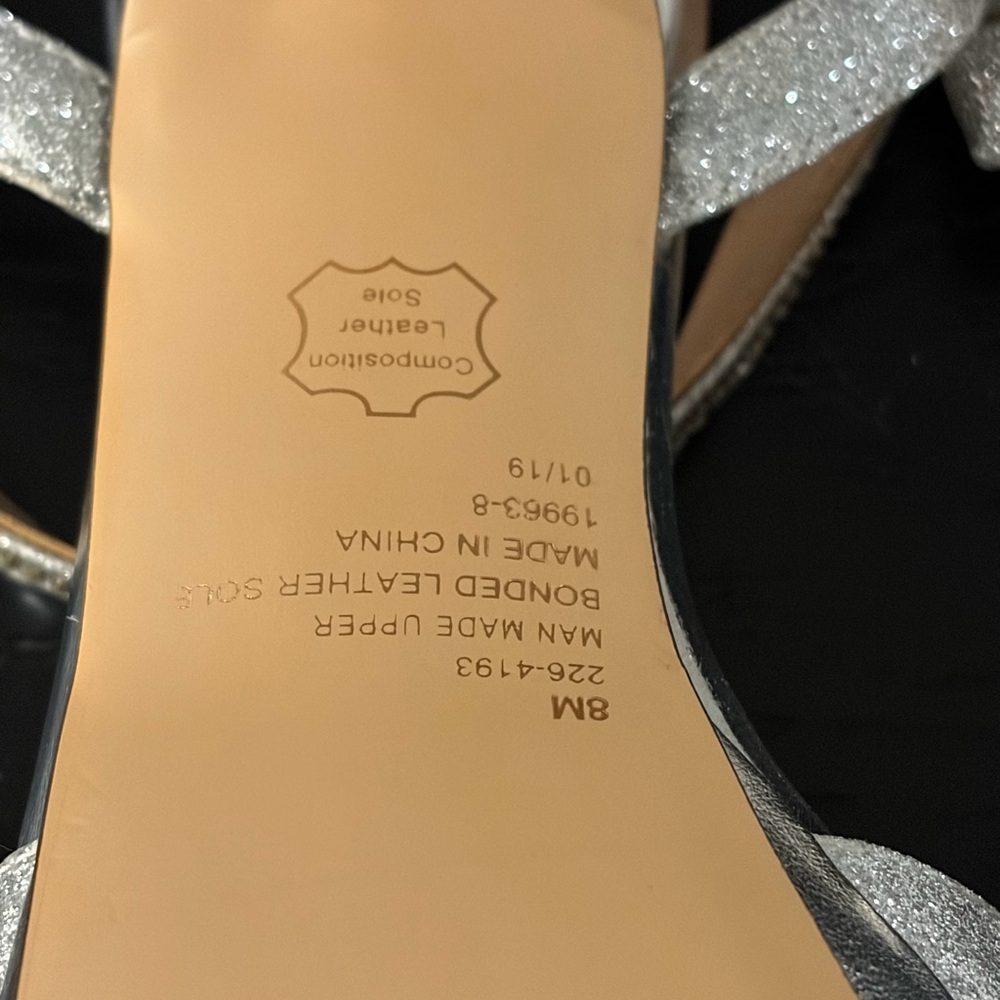 8M
226-4193
MAN MADE UPPER
BONDED LEATHER SOLE
MADE IN CHINA
19963-8
01/19
Composition
Leather
Sole